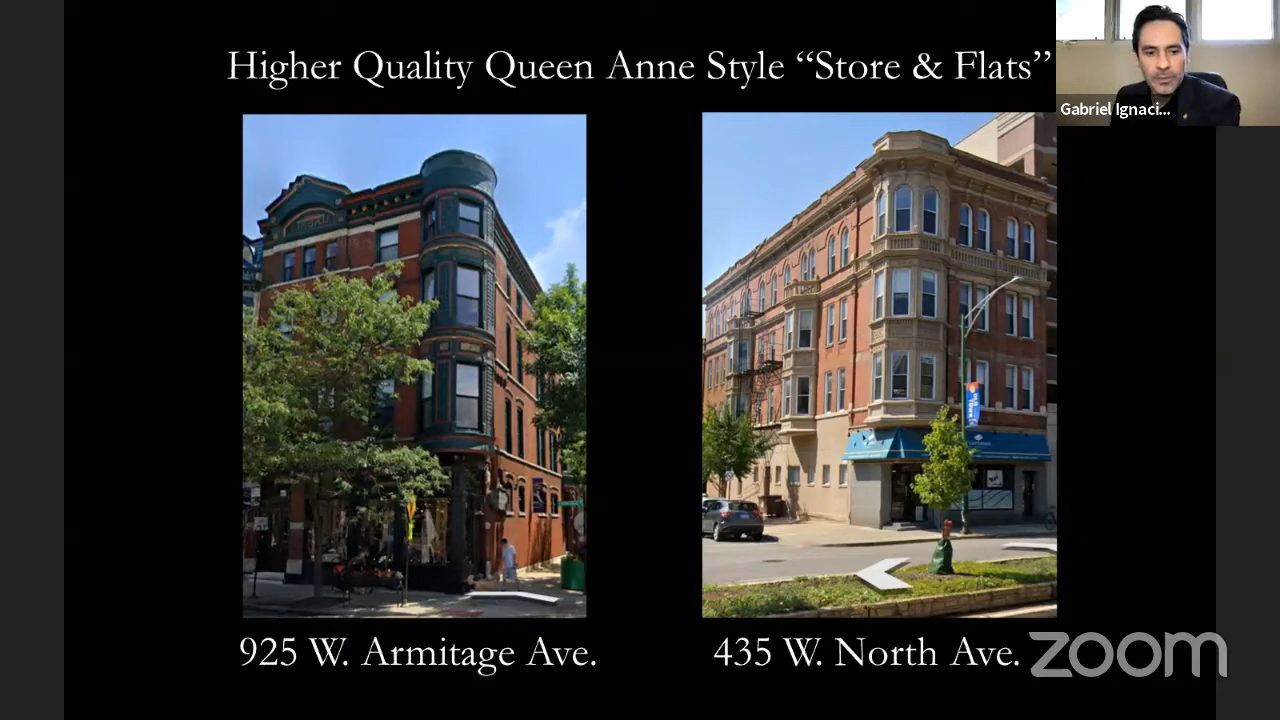 Higher Quality Queen Anne Style “Store & Flats”
Gabriel Ignaci...
925 W. Armitage Ave.
435 W. North Ave.
zoom